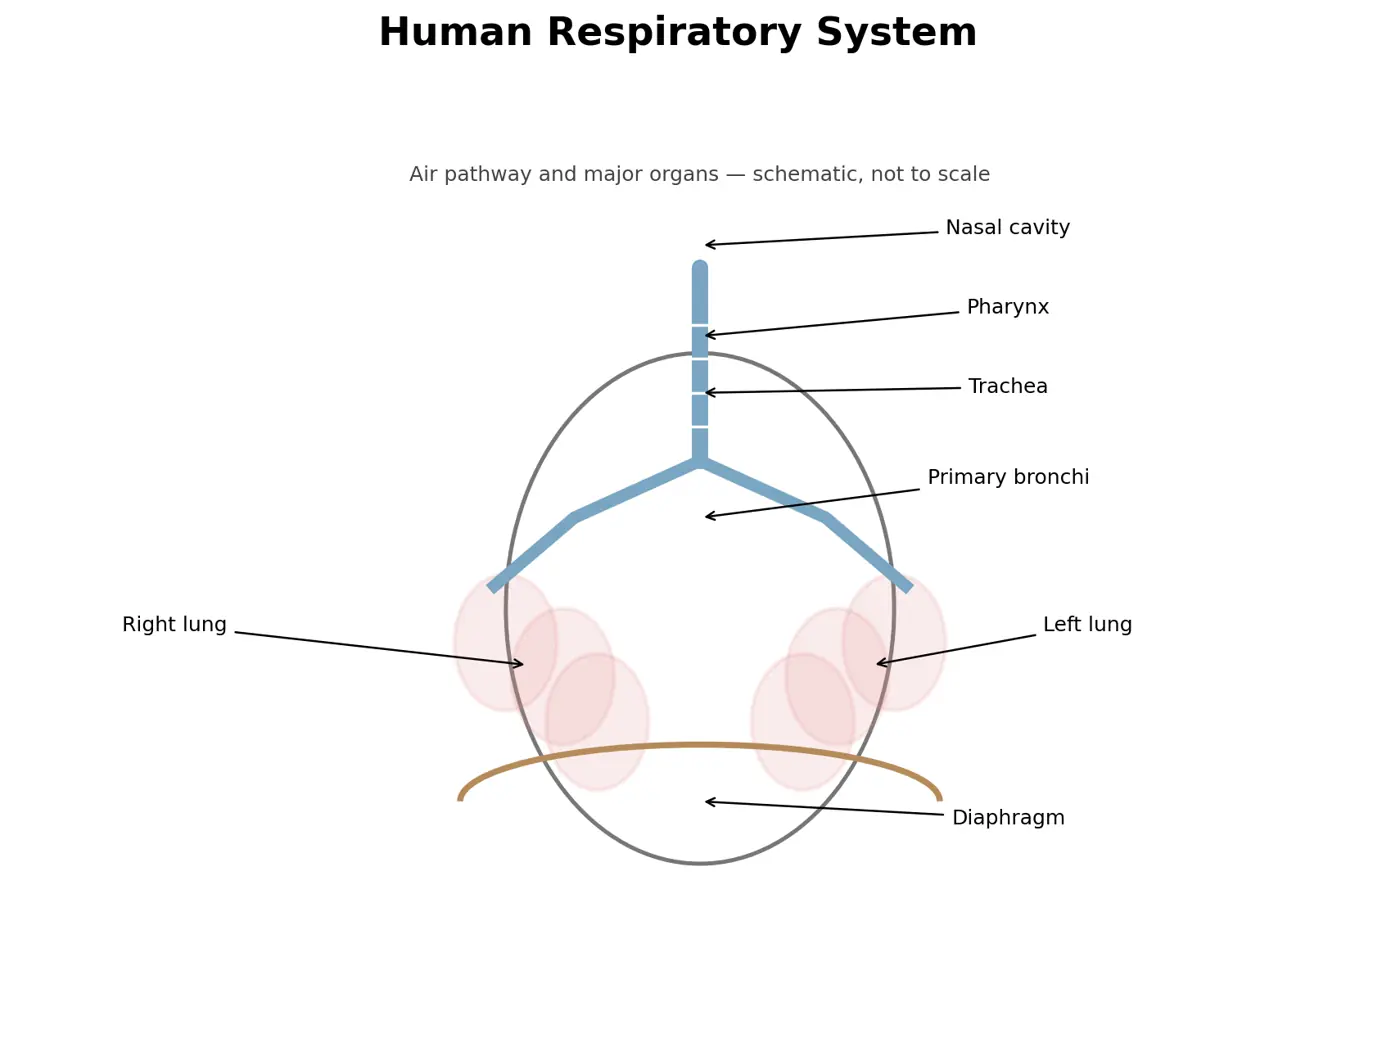 Human Respiratory System
Air pathway and major organs — schematic, not to scale
Nasal cavity
Pharynx
Trachea
Primary bronchi
Right lung
Left lung
Diaphragm